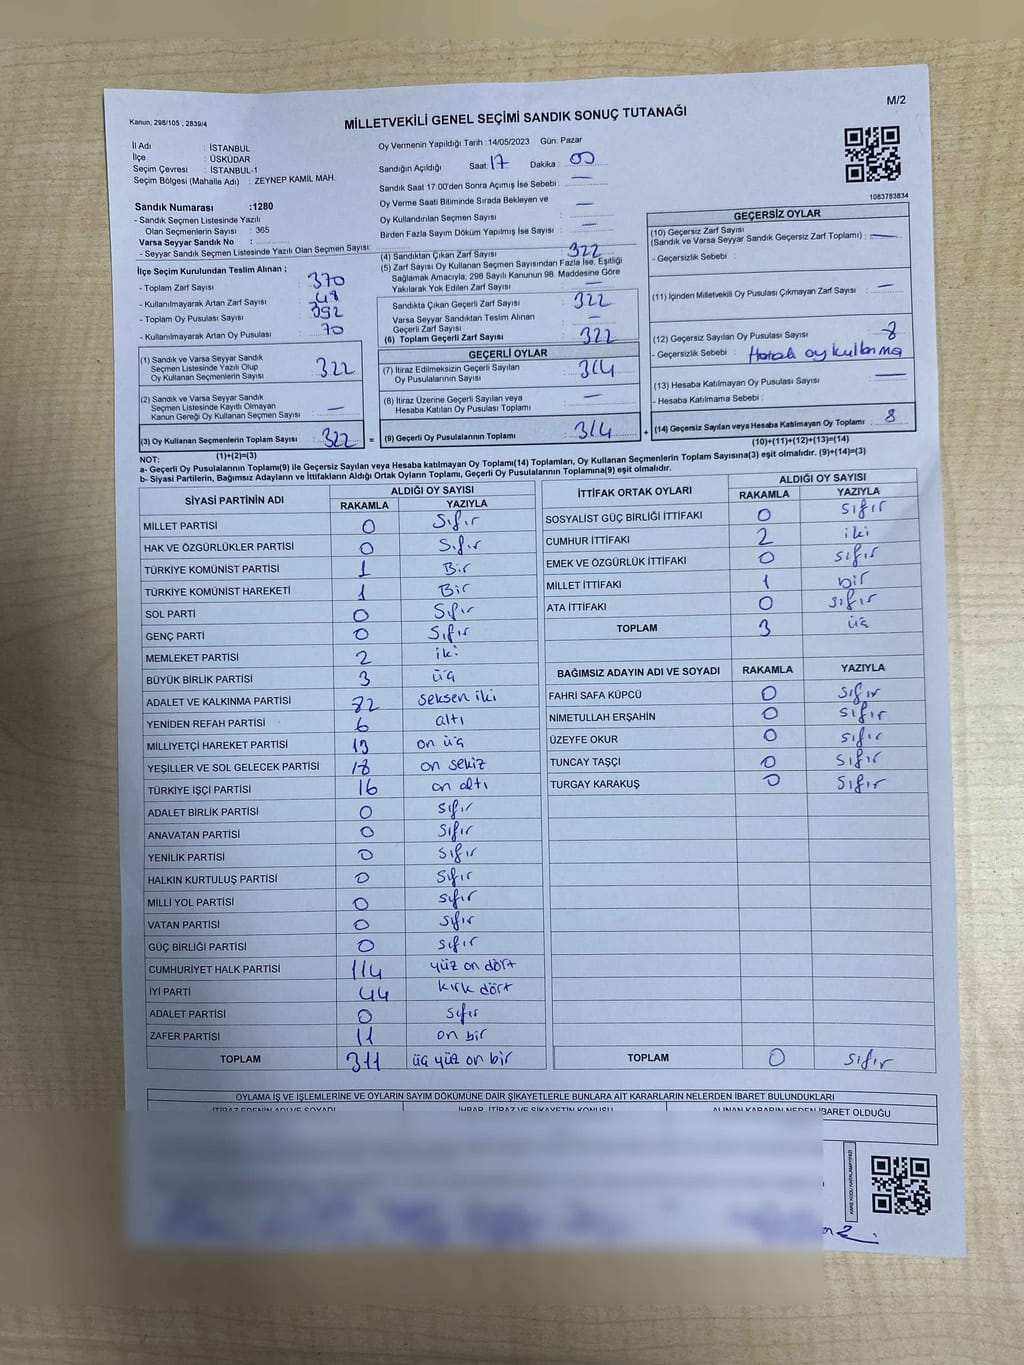 M/2
Kanun, 298/105 , 2839/4
MİLLETVEKİLİ GENEL SEÇİMİ SANDIK SONUÇ TUTANAĞI
İl Adı : İSTANBUL
İlçe : ÜSKÜDAR
Seçim Çevresi : İSTANBUL-1
Seçim Bölgesi (Mahalle Adı) : ZEYNEP KAMİL MAH.
Sandık Numarası :1280
- Sandık Seçmen Listesinde Yazılı
Olan Seçmenlerin Sayısı : 365
Varsa Seyyar Sandık No :
- Seyyar Sandık Seçmen Listesinde Yazılı Olan Seçmen Sayısı:
İlçe Seçim Kurulundan Teslim Alınan ;
- Toplam Zarf Sayısı : 370
- Kullanılmayarak Artan Zarf Sayısı : 48
- Toplam Oy Pusulası Sayısı : 392
- Kullanılmayarak Artan Oy Pusulası : 70
(1) Sandık ve Varsa Seyyar Sandık
Seçmen Listesinde Yazılı Olup
Oy Kullanan Seçmenlerin Sayısı : 322
(2) Sandık ve Varsa Seyyar Sandık
Seçmen Listesinde Kayıtlı Olmayan
Kanun Gereği Oy Kullanan Seçmen Sayısı : —
(3) Oy Kullanan Seçmenlerin Toplam Sayısı : 322 =
(1)+(2)=(3)
Oy Vermenin Yapıldığı Tarih :14/05/2023 Gün: Pazar
Sandığın Açıldığı Saat: 17 Dakika : 00
Sandık Saat 17.00'den Sonra Açımış İse Sebebi : —
Oy Verme Saati Bitiminde Sırada Bekleyen ve
Oy Kullandırılan Seçmen Sayısı : —
Birden Fazla Sayım Döküm Yapılmış İse Sayısı : —
(4) Sandıktan Çıkan Zarf Sayısı : 322
(5) Zarf Sayısı Oy Kullanan Seçmen Sayısından Fazla İse, Eşitliği
Sağlamak Amacıyla, 298 Sayılı Kanunun 98. Maddesine Göre
Yakılarak Yok Edilen Zarf Sayısı : —
Sandıkta Çıkan Geçerli Zarf Sayısı : 322
Varsa Seyyar Sandıktan Teslim Alınan
Geçerli Zarf Sayısı : —
(6) Toplam Geçerli Zarf Sayısı : 322
GEÇERLİ OYLAR
(7) İtiraz Edilmeksizin Geçerli Sayılan
Oy Pusulalarının Sayısı : 314
(8) İtiraz Üzerine Geçerli Sayılan veya
Hesaba Katılan Oy Pusulası Toplamı : —
(9) Geçerli Oy Pusulalarının Toplamı : 314 +
1083783834
GEÇERSİZ OYLAR
(10) Geçersiz Zarf Sayısı
(Sandık ve Varsa Seyyar Sandık Geçersiz Zarf Toplamı) : —
- Geçersizlik Sebebi :
(11) İçinden Milletvekili Oy Pusulası Çıkmayan Zarf Sayısı : —
(12) Geçersiz Sayılan Oy Pusulası Sayısı : 8
- Geçersizlik Sebebi : Hatalı oy kullanma
(13) Hesaba Katılmayan Oy Pusulası Sayısı : —
- Hesaba Katılmama Sebebi :
(14) Geçersiz Sayılan veya Hesaba Katılmayan Oy Toplamı : 8
(10)+(11)+(12)+(13)=(14)
NOT:
a- Geçerli Oy Pusulalarının Toplamı(9) ile Geçersiz Sayılan veya Hesaba katılmayan Oy Toplamı(14) Toplamları, Oy Kullanan Seçmenlerin Toplam Sayısına(3) eşit olmalıdır. (9)+(14)=(3)
b- Siyasi Partilerin, Bağımsız Adayların ve İttifakların Aldığı Ortak Oyların Toplamı, Geçerli Oy Pusulalarının Toplamına(9) eşit olmalıdır.
SİYASİ PARTİNİN ADI ALDIĞI OY SAYISI
RAKAMLA YAZIYLA
MİLLET PARTİSİ 0 Sıfır
HAK VE ÖZGÜRLÜKLER PARTİSİ 0 Sıfır
TÜRKİYE KOMÜNİST PARTİSİ 1 Bir
TÜRKİYE KOMÜNİST HAREKETİ 1 Bir
SOL PARTİ 0 Sıfır
GENÇ PARTİ 0 Sıfır
MEMLEKET PARTİSİ 2 iki
BÜYÜK BİRLİK PARTİSİ 3 üç
ADALET VE KALKINMA PARTİSİ 82 seksen iki
YENİDEN REFAH PARTİSİ 6 altı
MİLLİYETÇİ HAREKET PARTİSİ 13 on üç
YEŞİLLER VE SOL GELECEK PARTİSİ 18 on sekiz
TÜRKİYE İŞÇİ PARTİSİ 16 on altı
ADALET BİRLİK PARTİSİ 0 sıfır
ANAVATAN PARTİSİ 0 sıfır
YENİLİK PARTİSİ 0 sıfır
HALKIN KURTULUŞ PARTİSİ 0 sıfır
MİLLİ YOL PARTİSİ 0 sıfır
VATAN PARTİSİ 0 sıfır
GÜÇ BİRLİĞİ PARTİSİ 0 sıfır
CUMHURİYET HALK PARTİSİ 114 yüz on dört
İYİ PARTİ 44 kırk dört
ADALET PARTİSİ 0 sıfır
ZAFER PARTİSİ 11 on bir
TOPLAM 311 üç yüz on bir
İTTİFAK ORTAK OYLARI ALDIĞI OY SAYISI
RAKAMLA YAZIYLA
SOSYALİST GÜÇ BİRLİĞİ İTTİFAKI 0 sıfır
CUMHUR İTTİFAKI 2 iki
EMEK VE ÖZGÜRLÜK İTTİFAKI 0 sıfır
MİLLET İTTİFAKI 1 bir
ATA İTTİFAKI 0 sıfır
TOPLAM 3 üç
BAĞIMSIZ ADAYIN ADI VE SOYADI RAKAMLA YAZIYLA
FAHRİ SAFA KÜPCÜ 0 sıfır
NİMETULLAH ERŞAHİN 0 sıfır
ÜZEYFE OKUR 0 sıfır
TUNCAY TAŞÇI 0 sıfır
TURGAY KARAKUŞ 0 sıfır
TOPLAM 0 sıfır
OYLAMA İŞ VE İŞLEMLERİNE VE OYLARIN SAYIM DÖKÜMÜNE DAİR ŞİKAYETLERLE BUNLARA AİT KARARLARIN NELERDEN İBARET BULUNDUKLARI
İTİRAZ EDENİN ADI VE SOYADI İHBAR, İTİRAZ VE ŞİKAYETİN KONUSU ALINAN KARARIN NEDEN İBARET OLDUĞU